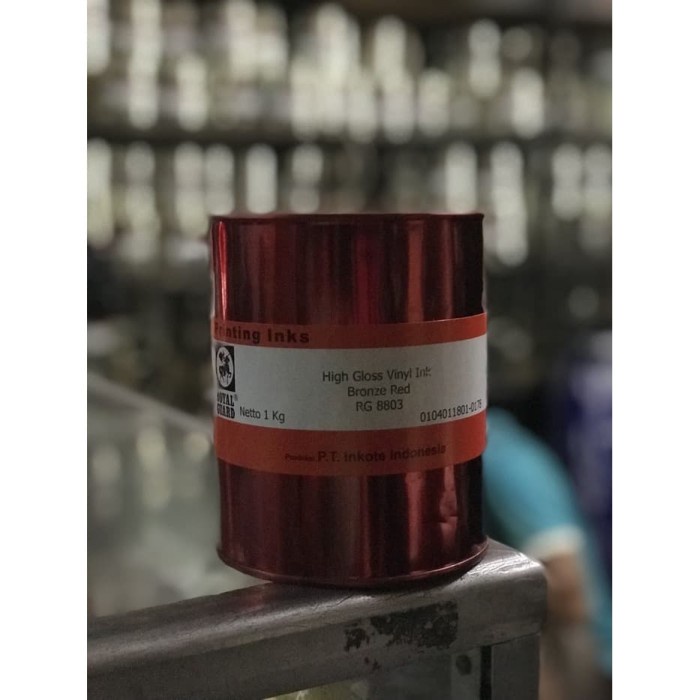 Printing Inks
High Gloss Vinyl Ink
Bronze Red
RG 8803
ROYAL
GUARD
®
Netto 1 Kg
0104011801-0176
P.T. Inkote Indonesia